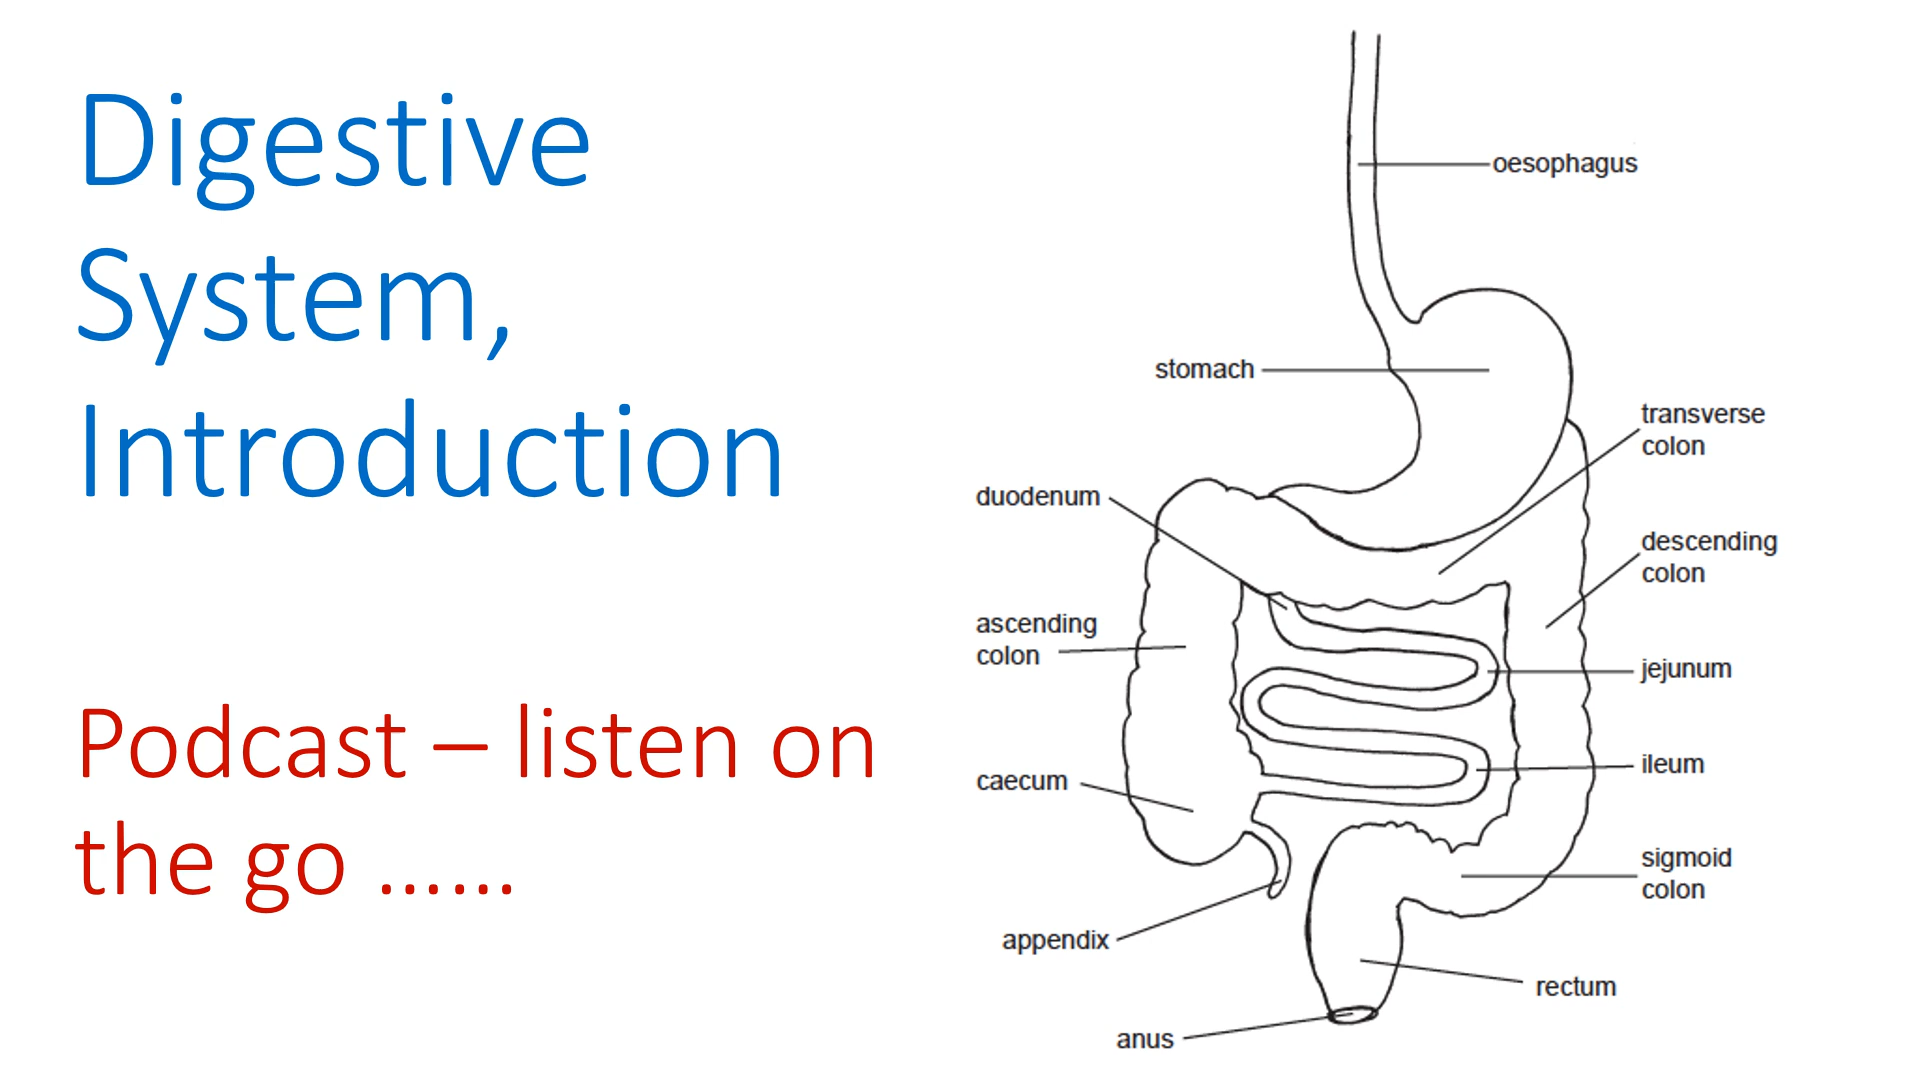 Digestive
System,
Introduction
Podcast – listen on
the go ......
oesophagus
stomach
transverse
colon
duodenum
descending
colon
ascending
colon
jejunum
ileum
caecum
sigmoid
colon
appendix
rectum
anus